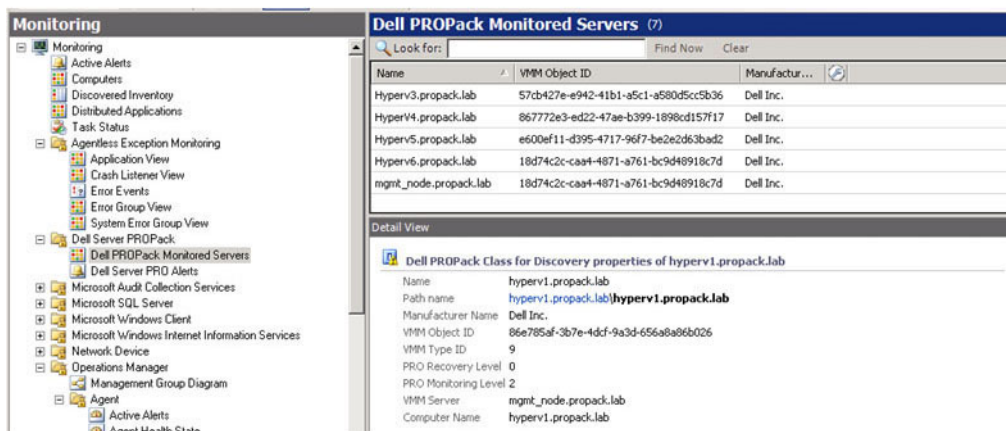 Monitoring
Monitoring
Active Alerts
Computers
Discovered Inventory
Distributed Applications
Task Status
Agentless Exception Monitoring
Application View
Crash Listener View
Error Events
Error Group View
System Error Group View
Dell Server PROPack
Dell PROPack Monitored Servers
Dell Server PRO Alerts
Microsoft Audit Collection Services
Microsoft SQL Server
Microsoft Windows Client
Microsoft Windows Internet Information Services
Network Device
Operations Manager
Management Group Diagram
Agent
Active Alerts
Agent Health State
Dell PROPack Monitored Servers (7)
Look for: Find Now Clear
Name VMM Object ID Manufactur...
Hyperv3.propack.lab 57cb427e-e942-41b1-a5c1-a580d5cc5b36 Dell Inc.
HyperV4.propack.lab 867772e3-ed22-47ae-b399-1898cd157f17 Dell Inc.
Hyperv5.propack.lab e600ef11-d395-4717-96f7-be2e2d63bad2 Dell Inc.
Hyperv6.propack.lab 18d74c2c-caa4-4871-a761-bc9d48918c7d Dell Inc.
mgmt_node.propack.lab 18d74c2c-caa4-4871-a761-bc9d48918c7d Dell Inc.
Detail View
Dell PROPack Class for Discovery properties of hyperv1.propack.lab
Name hyperv1.propack.lab
Path name hyperv1.propack.lab\hyperv1.propack.lab
Manufacturer Name Dell Inc.
VMM Object ID 86e785af-3b7e-4dcf-9a3d-656a8a86b026
VMM Type ID 9
PRO Recovery Level 0
PRO Monitoring Level 2
VMM Server mgmt_node.propack.lab
Computer Name hyperv1.propack.lab